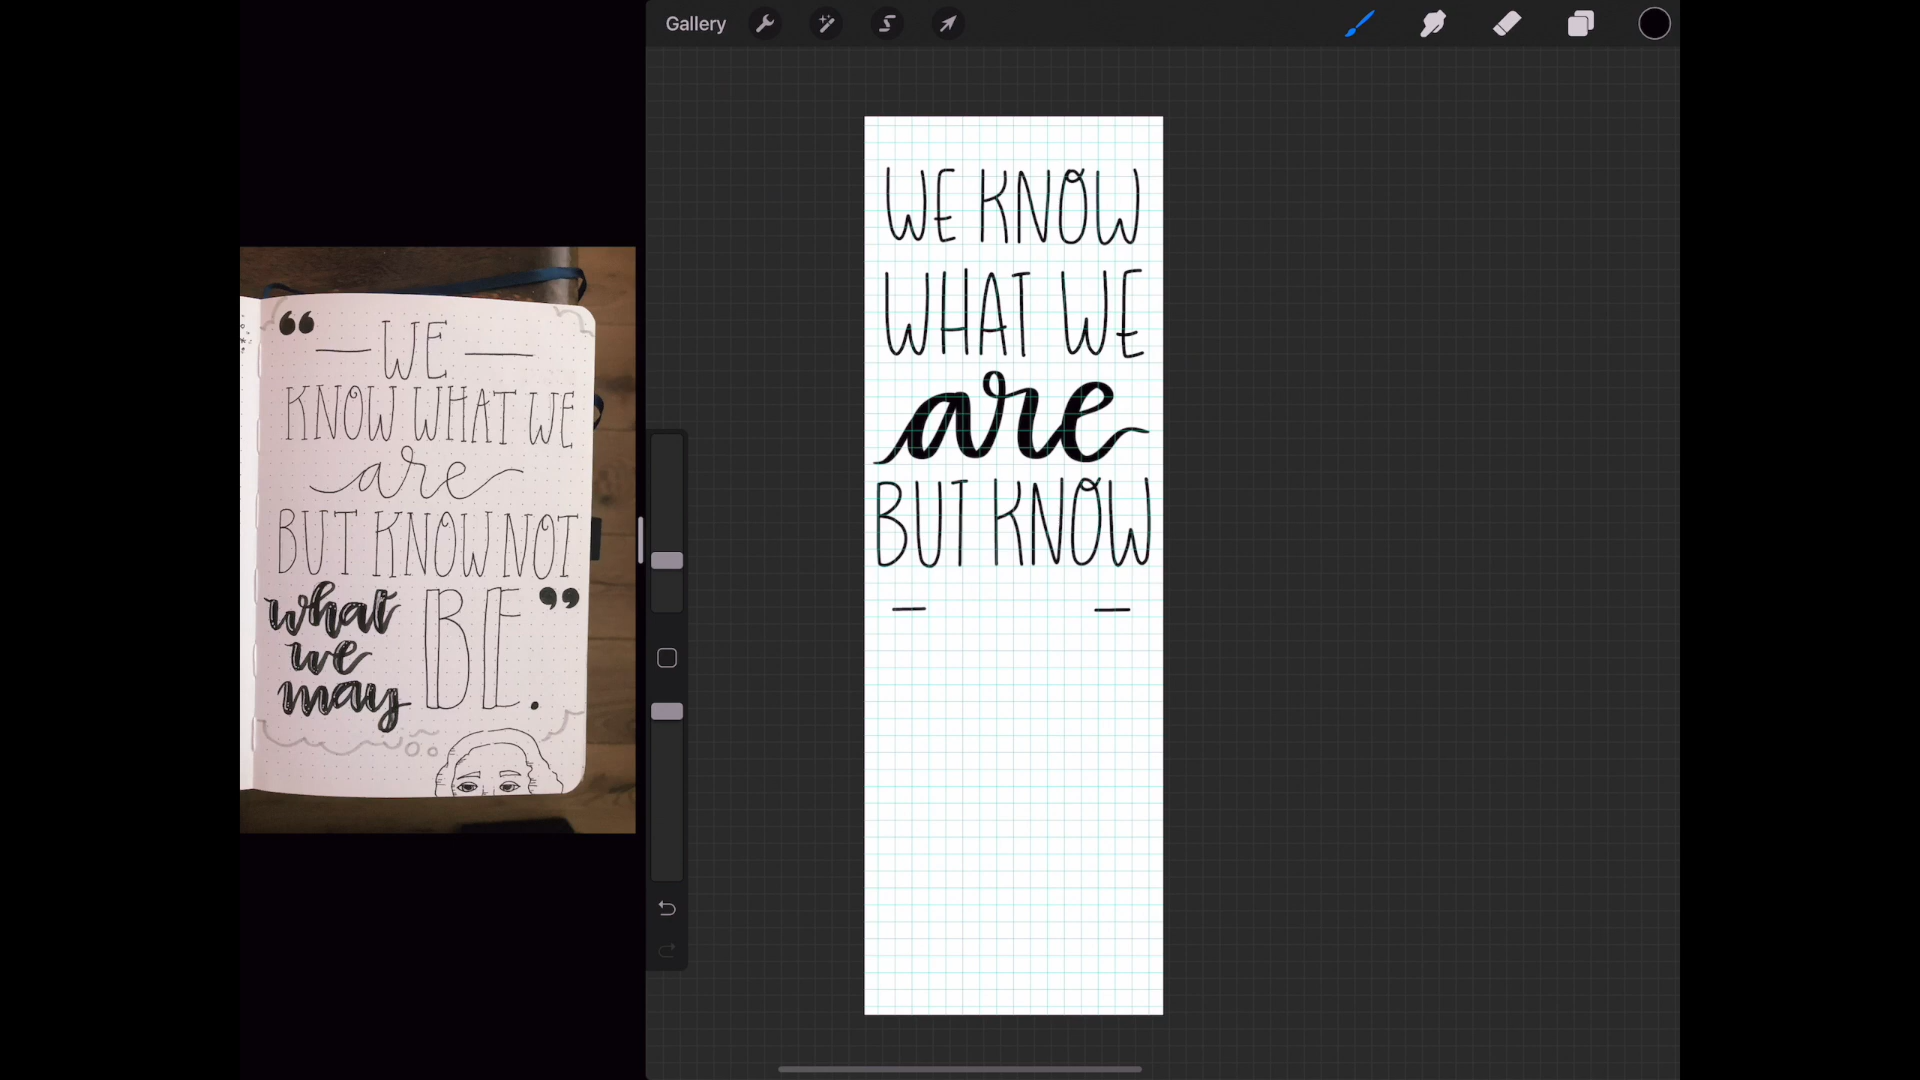 “ — WE —
KNOW WHAT WE
are
BUT KNOW NOT
what
we
may
BE. ”
Gallery
WE KNOW
WHAT WE
are
BUT KNOW
— —